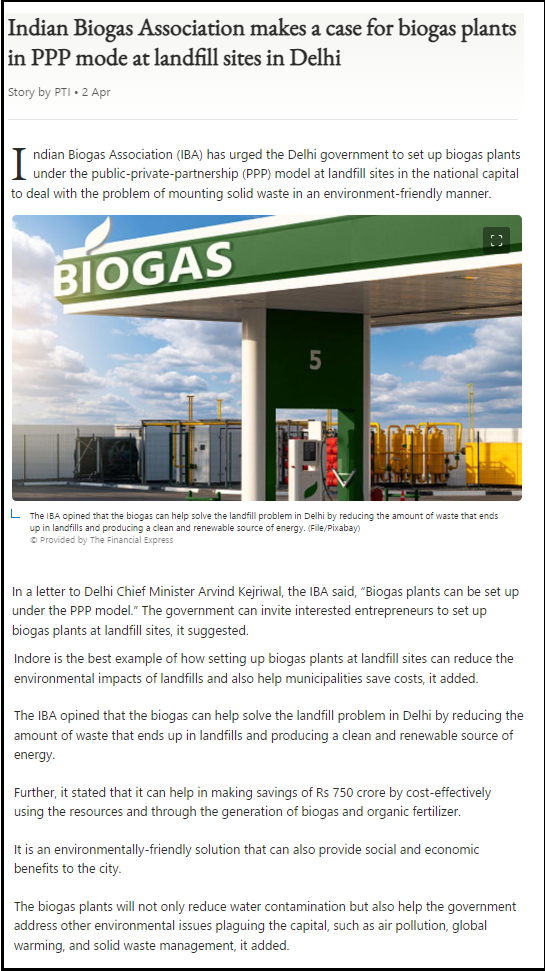 Indian Biogas Association makes a case for biogas plants
in PPP mode at landfill sites in Delhi
Story by PTI • 2 Apr
Indian Biogas Association (IBA) has urged the Delhi government to set up biogas plants
under the public-private-partnership (PPP) model at landfill sites in the national capital
to deal with the problem of mounting solid waste in an environment-friendly manner.
BIOGAS
5
The IBA opined that the biogas can help solve the landfill problem in Delhi by reducing the amount of waste that ends
up in landfills and producing a clean and renewable source of energy. (File/Pixabay)
© Provided by The Financial Express
In a letter to Delhi Chief Minister Arvind Kejriwal, the IBA said, “Biogas plants can be set up
under the PPP model.” The government can invite interested entrepreneurs to set up
biogas plants at landfill sites, it suggested.
Indore is the best example of how setting up biogas plants at landfill sites can reduce the
environmental impacts of landfills and also help municipalities save costs, it added.
The IBA opined that the biogas can help solve the landfill problem in Delhi by reducing the
amount of waste that ends up in landfills and producing a clean and renewable source of
energy.
Further, it stated that it can help in making savings of Rs 750 crore by cost-effectively
using the resources and through the generation of biogas and organic fertilizer.
It is an environmentally-friendly solution that can also provide social and economic
benefits to the city.
The biogas plants will not only reduce water contamination but also help the government
address other environmental issues plaguing the capital, such as air pollution, global
warming, and solid waste management, it added.